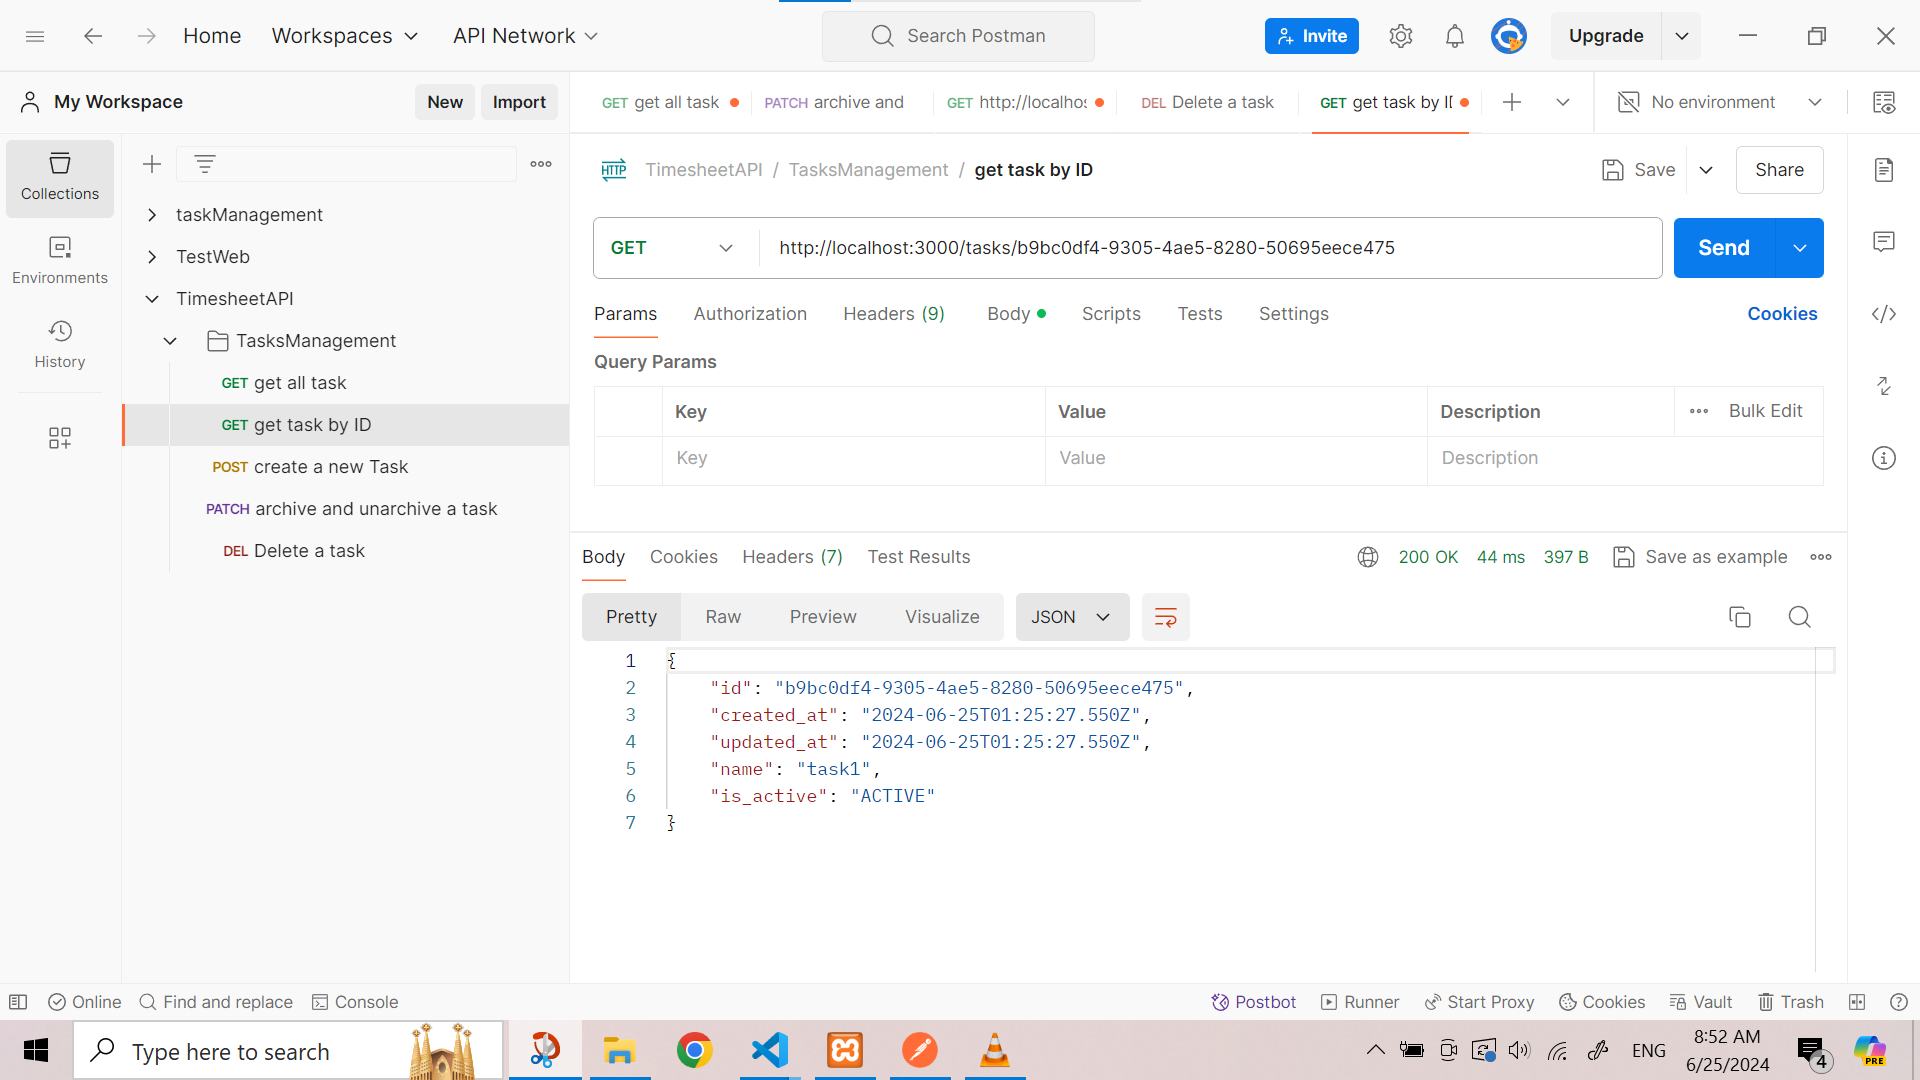 Home Workspaces API Network Search Postman Invite Upgrade
My Workspace New Import
GET get all task PATCH archive and GET http://localhos DEL Delete a task GET get task by I No environment
Collections
Environments
History
taskManagement
TestWeb
TimesheetAPI
TasksManagement
GET get all task
GET get task by ID
POST create a new Task
PATCH archive and unarchive a task
DEL Delete a task
HTTP TimesheetAPI / TasksManagement / get task by ID Save Share
GET http://localhost:3000/tasks/b9bc0df4-9305-4ae5-8280-50695eece475 Send
Params Authorization Headers (9) Body Scripts Tests Settings Cookies
Query Params
Key Value Description Bulk Edit
Key Value Description
Body Cookies Headers (7) Test Results 200 OK 44 ms 397 B Save as example
Pretty Raw Preview Visualize JSON
1 {
2 "id": "b9bc0df4-9305-4ae5-8280-50695eece475",
3 "created_at": "2024-06-25T01:25:27.550Z",
4 "updated_at": "2024-06-25T01:25:27.550Z",
5 "name": "task1",
6 "is_active": "ACTIVE"
7 }
Online Find and replace Console Postbot Runner Start Proxy Cookies Vault Trash
Type here to search ENG 8:52 AM
6/25/2024 4 PRE